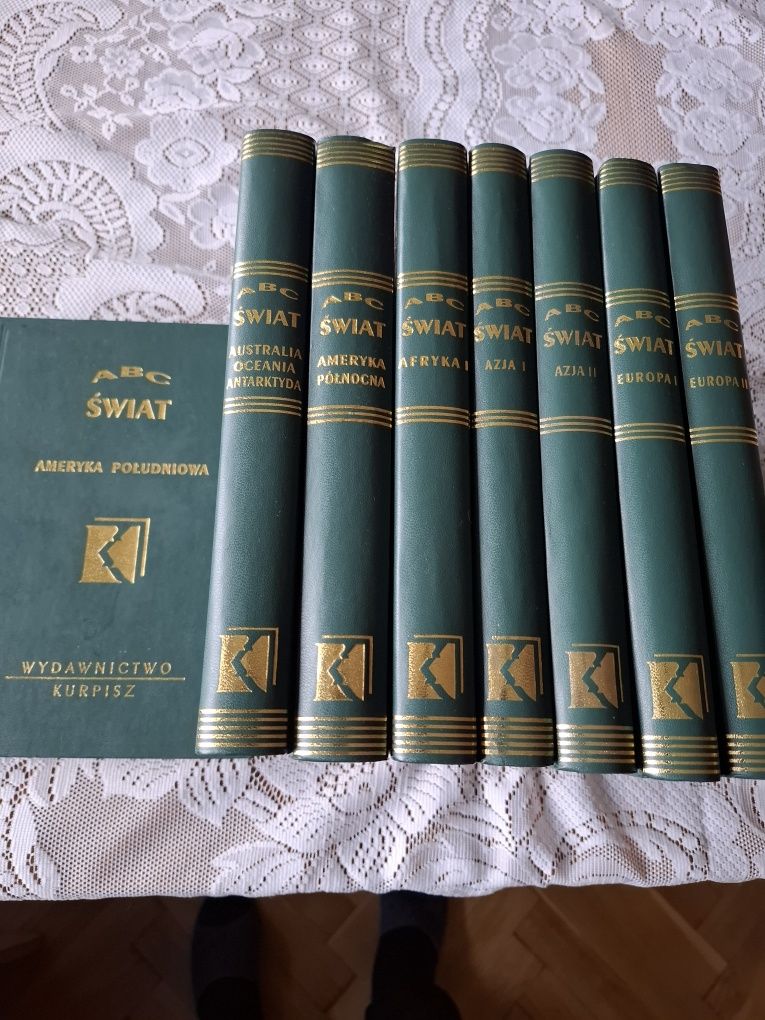 ABC
ŚWIAT
AMERYKA POŁUDNIOWA
WYDAWNICTWO
KURPISZ
ABC
ŚWIAT
AUSTRALIA
OCEANIA
ANTARKTYDA
ABC
ŚWIAT
AMERYKA
PÓŁNOCNA
ABC
ŚWIAT
AFRYKA I
ABC
ŚWIAT
AZJA I
ABC
ŚWIAT
AZJA II
ABC
ŚWIAT
EUROPA I
ABC
ŚWIAT
EUROPA II